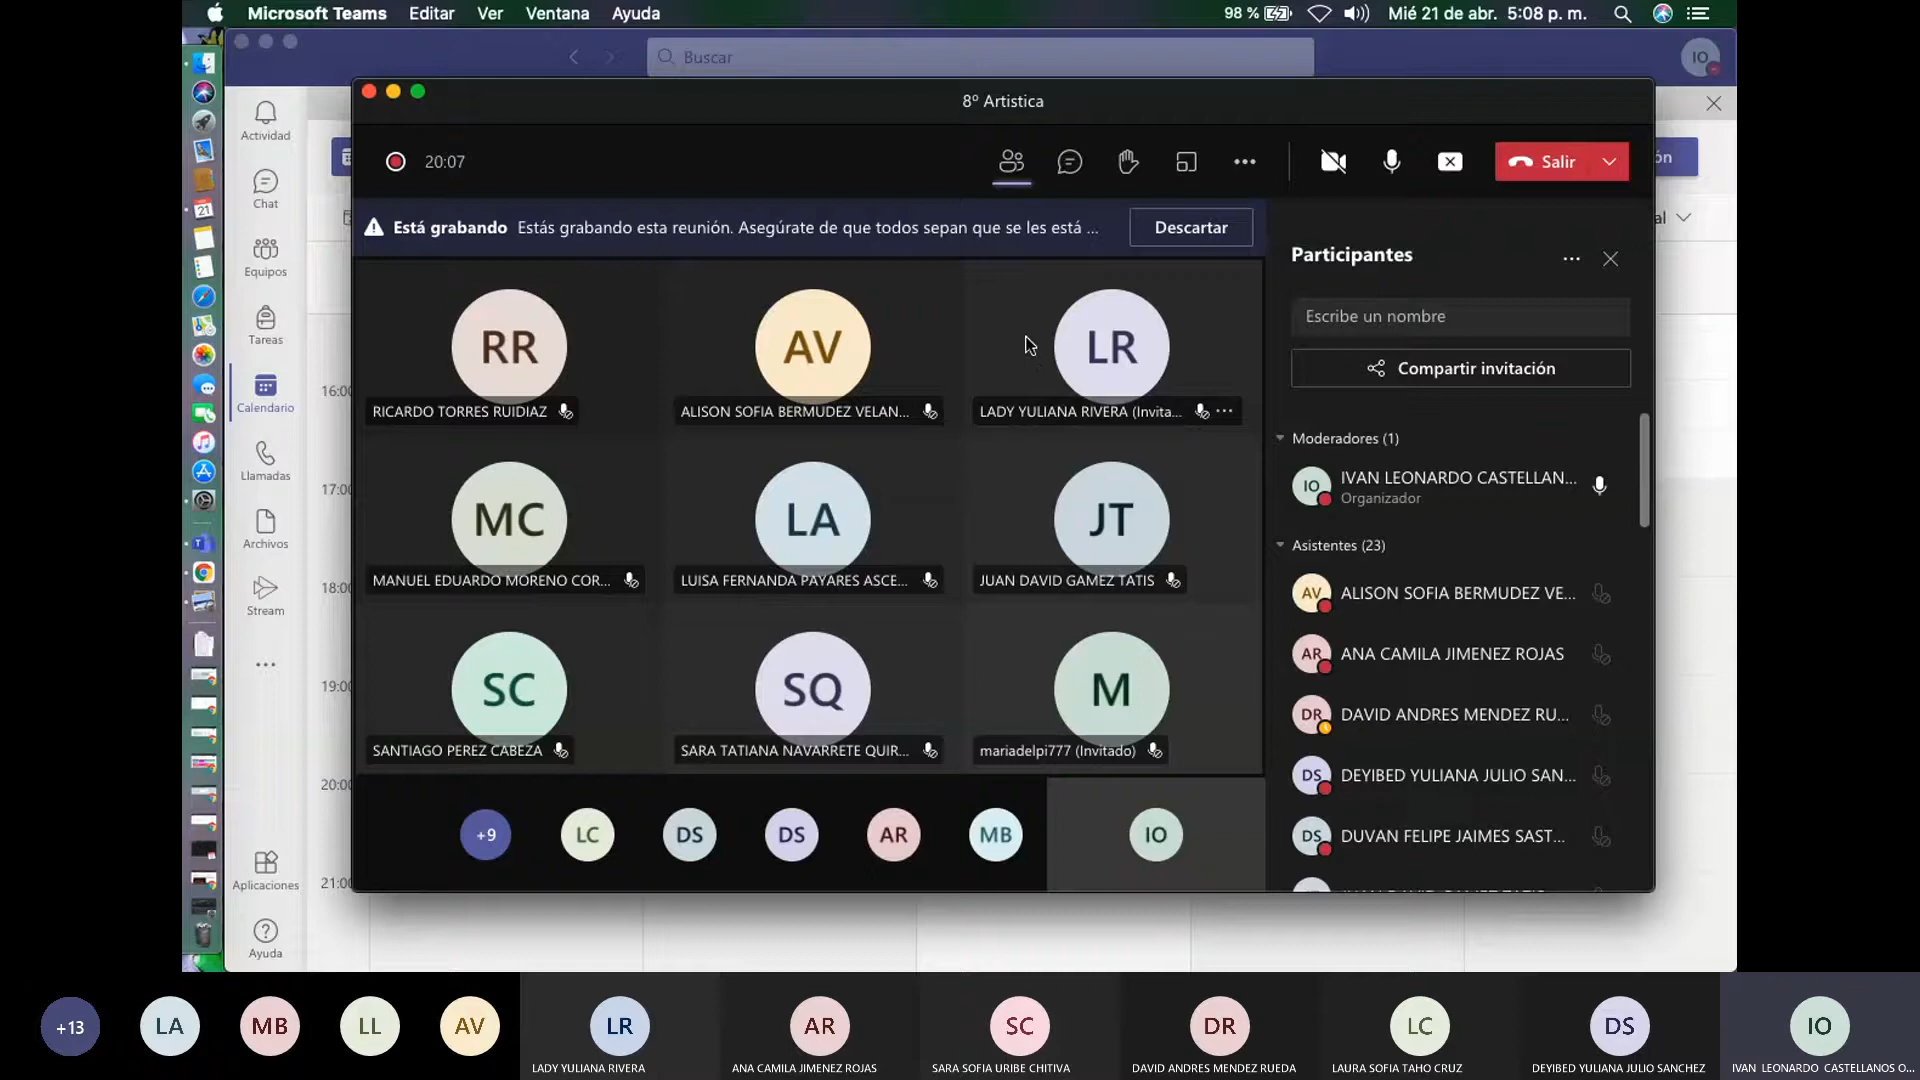 Microsoft Teams Editar Ver Ventana Ayuda 98 % Mié 21 de abr. 5:08 p. m.
Buscar
IO
8º Artistica
Actividad
Chat
Equipos
Tareas
Calendario
Llamadas
Archivos
Stream
Aplicaciones
Ayuda
21
16:00
17:00
18:00
19:00
20:00
21:00
20:07
Salir
Está grabando Estás grabando esta reunión. Asegúrate de que todos sepan que se les está ...
Descartar
RR
RICARDO TORRES RUIDIAZ
AV
ALISON SOFIA BERMUDEZ VELAN...
LR
LADY YULIANA RIVERA (Invita...
MC
MANUEL EDUARDO MORENO COR...
LA
LUISA FERNANDA PAYARES ASCE...
JT
JUAN DAVID GAMEZ TATIS
SC
SANTIAGO PEREZ CABEZA
SQ
SARA TATIANA NAVARRETE QUIR...
M
mariadelpi777 (Invitado)
+9
LC
DS
DS
AR
MB
IO
Participantes
Escribe un nombre
Compartir invitación
Moderadores (1)
IO
IVAN LEONARDO CASTELLAN...
Organizador
Asistentes (23)
AV
ALISON SOFIA BERMUDEZ VE...
AR
ANA CAMILA JIMENEZ ROJAS
DR
DAVID ANDRES MENDEZ RU...
DS
DEYIBED YULIANA JULIO SAN...
DS
DUVAN FELIPE JAIMES SAST...
+13
LA
MB
LL
AV
LR
LADY YULIANA RIVERA
AR
ANA CAMILA JIMENEZ ROJAS
SC
SARA SOFIA URIBE CHITIVA
DR
DAVID ANDRES MENDEZ RUEDA
LC
LAURA SOFIA TAHO CRUZ
DS
DEYIBED YULIANA JULIO SANCHEZ
IO
IVAN LEONARDO CASTELLANOS O...